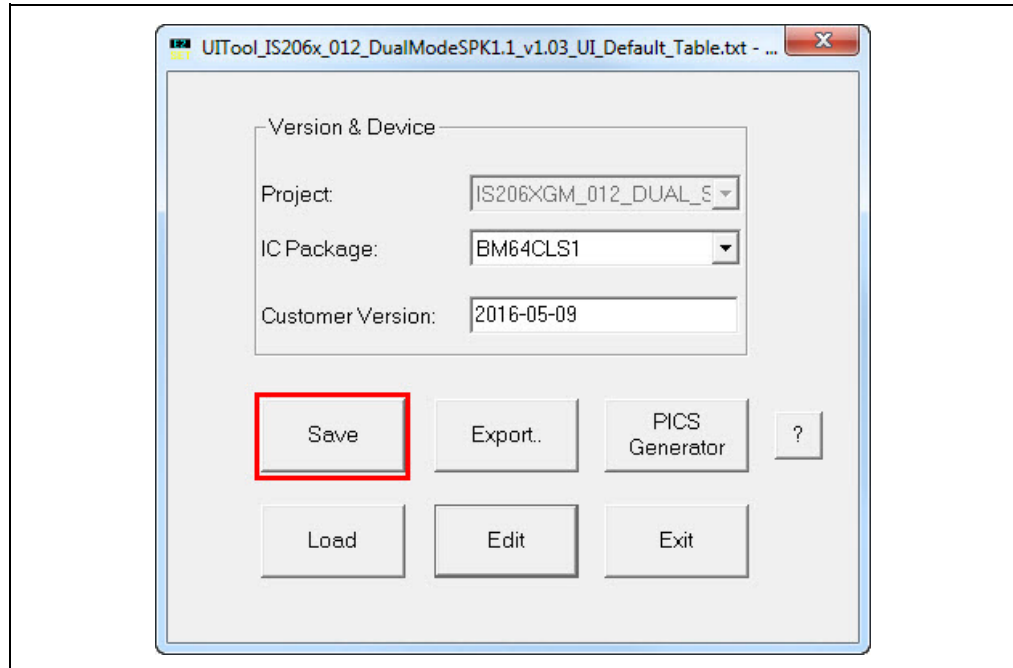 UITool_IS206x_012_DualModeSPK1.1_v1.03_UI_Default_Table.txt - ...
Version & Device
Project: IS206XGM_012_DUAL_S
IC Package: BM64CLS1
Customer Version: 2016-05-09
Save Export.. PICS Generator ?
Load Edit Exit